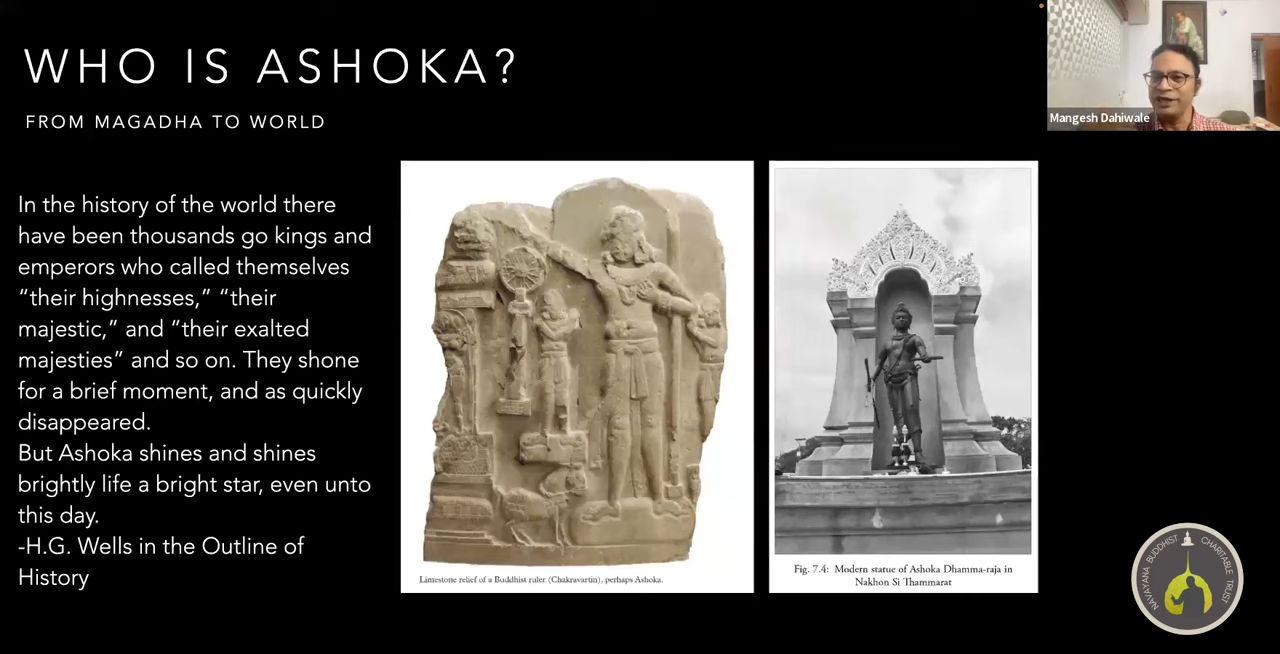 WHO IS ASHOKA?
FROM MAGADHA TO WORLD
Mangesh Dahiwale
In the history of the world there
have been thousands go kings and
emperors who called themselves
“their highnesses,” “their
majestic,” and “their exalted
majesties” and so on. They shone
for a brief moment, and as quickly
disappeared.
But Ashoka shines and shines
brightly life a bright star, even unto
this day.
-H.G. Wells in the Outline of
History
Limestone relief of a Buddhist ruler (Chakravartin), perhaps Ashoka.
Fig. 7.4: Modern statue of Ashoka Dhamma-raja in
Nakhon Si Thammarat
NAVAYANA BUDDHIST CHARITABLE TRUST